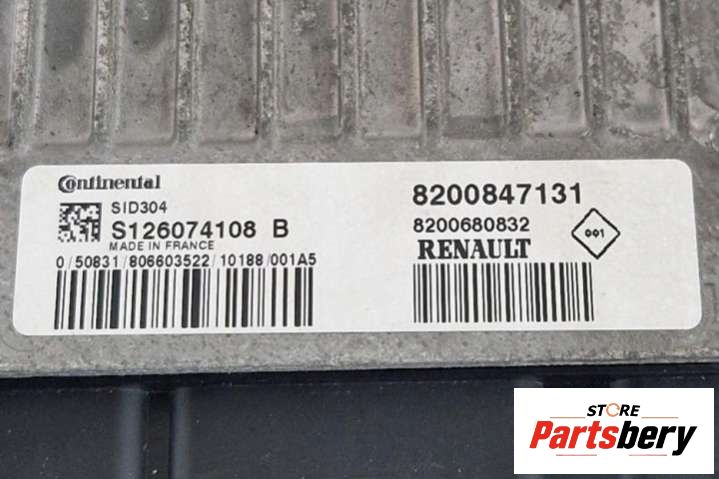 Continental
SID304
S126074108 B
MADE IN FRANCE
0/50831/806603522/10188/001A5
8200847131
8200680832
RENAULT
001
STORE
Partsbery